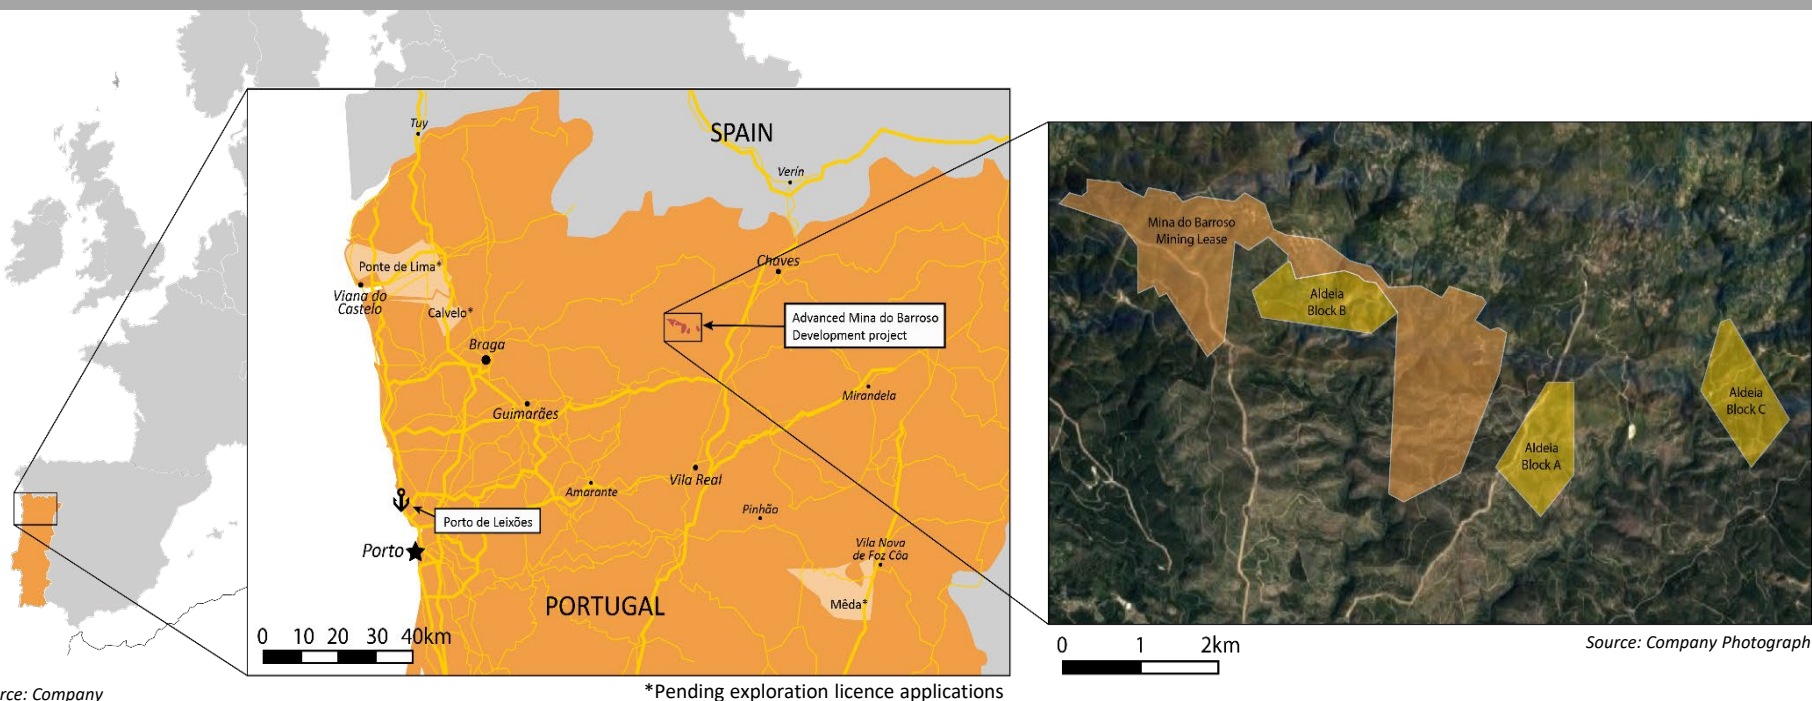 Tuy
SPAIN
Verín
Ponte de Lima*
Viana do
Castelo
Calvelo*
Chaves
Advanced Mina do Barroso
Development project
Braga
Guimarães
Mirandela
Vila Real
Amarante
Pinhão
Porto de Leixões
Porto
Vila Nova
de Foz Côa
Mêda*
PORTUGAL
0 10 20 30 40km
*Pending exploration licence applications
rce: Company
Mina do Barroso
Mining Lease
Aldeia
Block B
Aldeia
Block C
Aldeia
Block A
0 1 2km
Source: Company Photograph